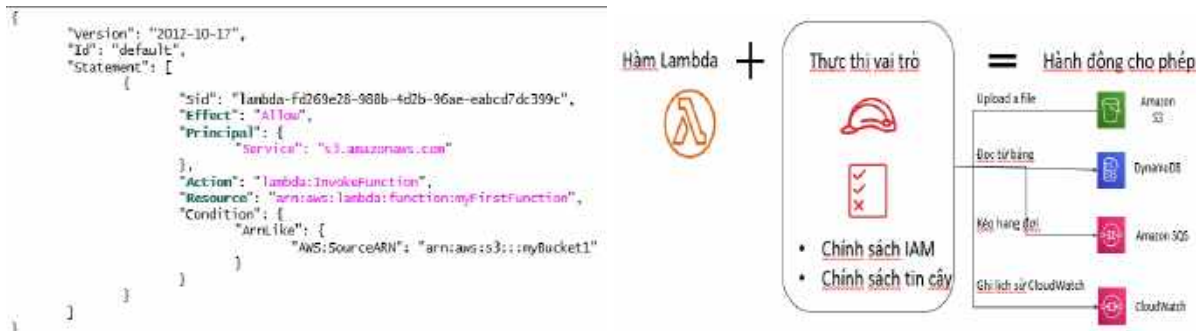 {
"Version": "2012-10-17",
"Id": "default",
"Statement": [
{
"Sid": "lambda-fd269e28-988b-4d2b-96ae-eabcd7dc399c",
"Effect": "Allow",
"Principal": {
"Service": "s3.amazonaws.com"
},
"Action": "lambda:InvokeFunction",
"Resource": "arn:aws:lambda:function:myFirstFunction",
"Condition": {
"ArnLike": {
"AWS:SourceARN": "arn:aws:s3:::myBucket1"
}
}
}
]
}
Hàm Lambda
+
Thực thi vai trò
• Chính sách IAM
• Chính sách tin cậy
=
Hành động cho phép
Upload a file
Amazon
S3
Đọc từ bảng
DynamoDB
Kéo hang đợi
Amazon SQS
Ghi lịch sử CloudWatch
CloudWatch